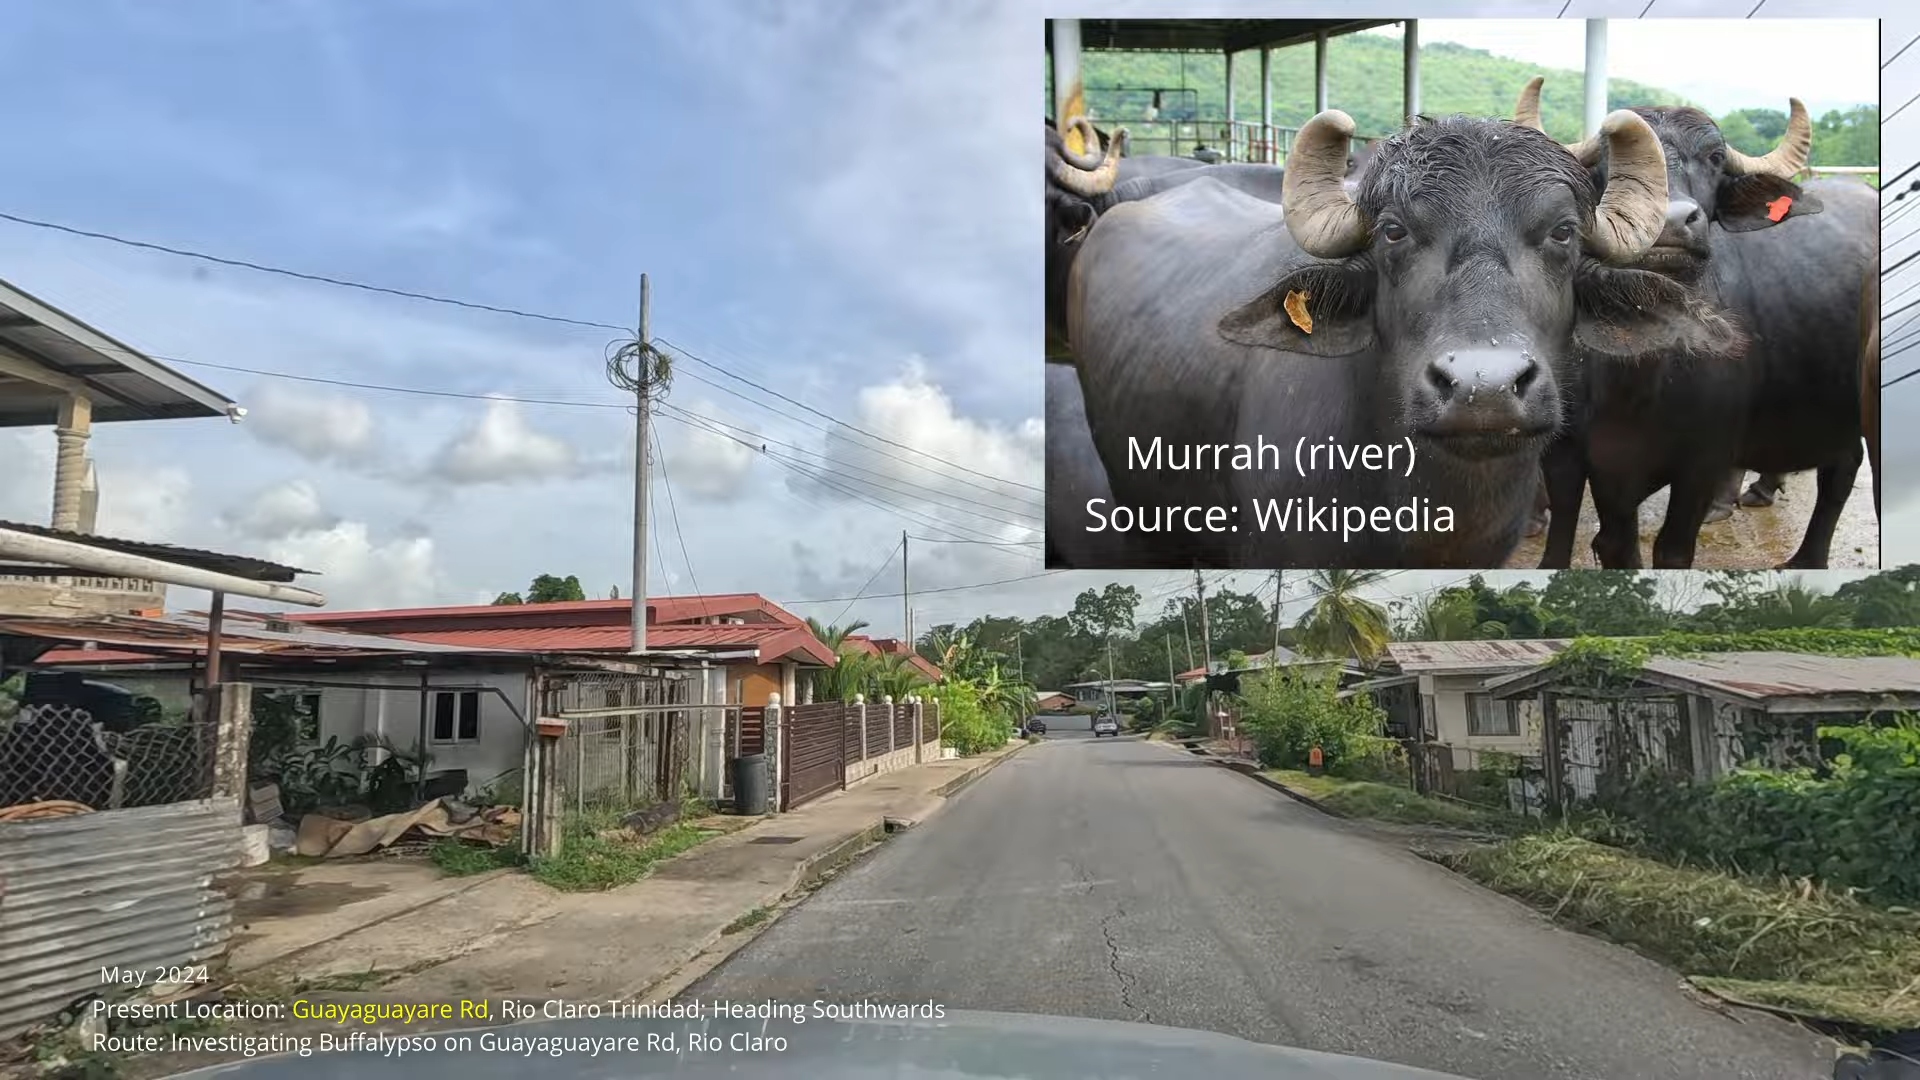 Murrah (river)
Source: Wikipedia
May 2024
Present Location: Guayaguayare Rd, Rio Claro Trinidad; Heading Southwards
Route: Investigating Buffalypso on Guayaguayare Rd, Rio Claro